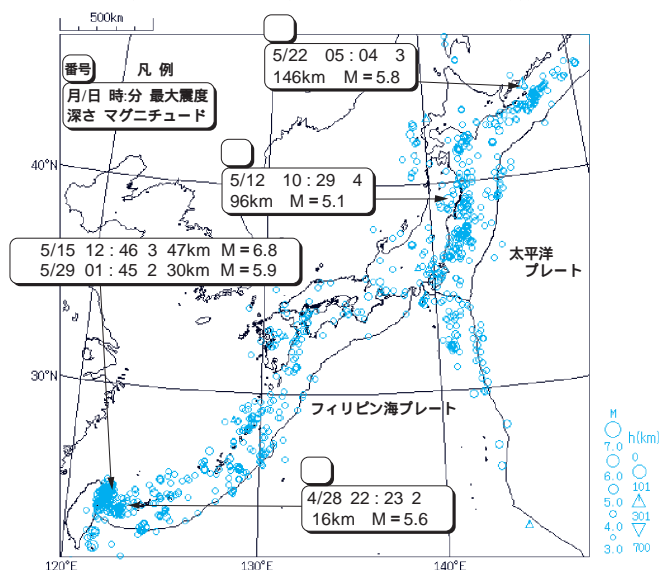 500km
番号
凡 例
月/日 時:分 最大震度
深さ マグニチュード
5/22 05:04 3
146km M=5.8
40°N
5/12 10:29 4
96km M=5.1
5/15 12:46 3 47km M=6.8
5/29 01:45 2 30km M=5.9
太平洋
プレート
30°N
フィリピン海プレート
4/28 22:23 2
16km M=5.6
120°E
130°E
140°E
M
7.0
6.0
5.0
4.0
3.0
h(km)
0
101
301
700